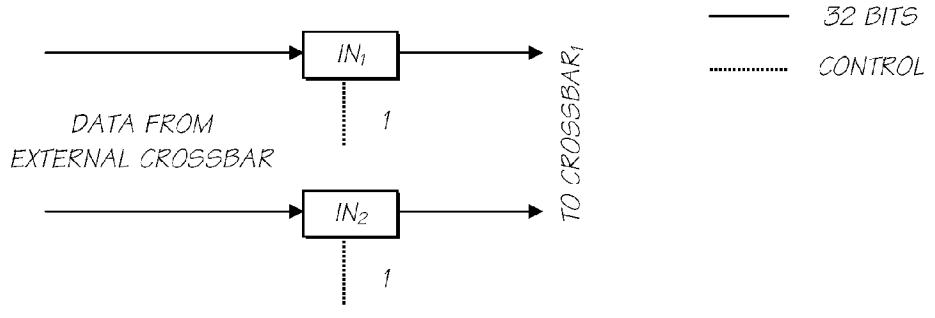 32 BITS
CONTROL
IN₁
1
DATA FROM
EXTERNAL CROSSBAR
IN₂
1
TO CROSSBAR₁